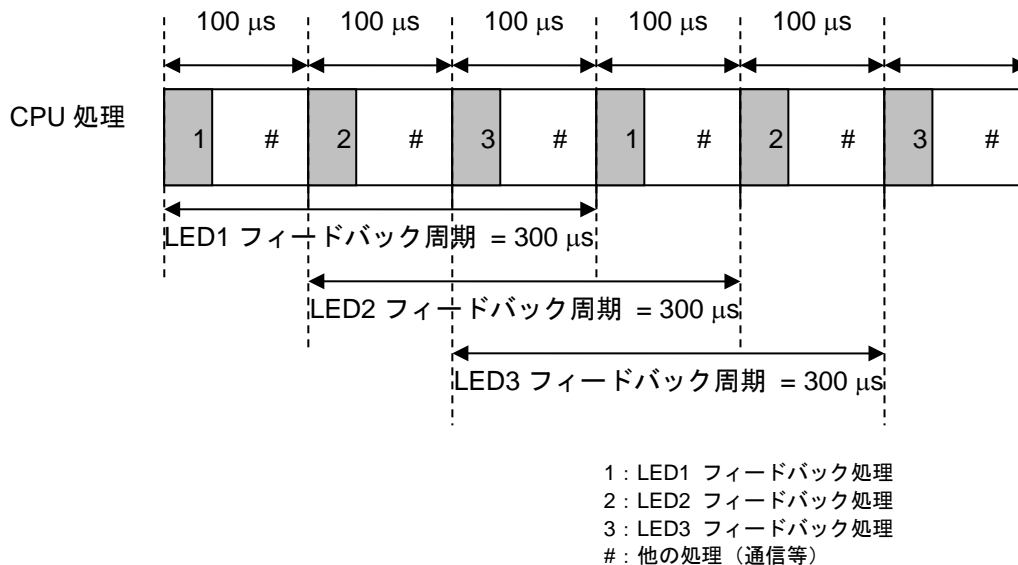 100 μs 100 μs 100 μs 100 μs 100 μs
CPU 処理 1 # 2 # 3 # 1 # 2 # 3 #
LED1 フィードバック周期 = 300 μs
LED2 フィードバック周期 = 300 μs
LED3 フィードバック周期 = 300 μs
1 : LED1 フィードバック処理
2 : LED2 フィードバック処理
3 : LED3 フィードバック処理
# : 他の処理（通信等）